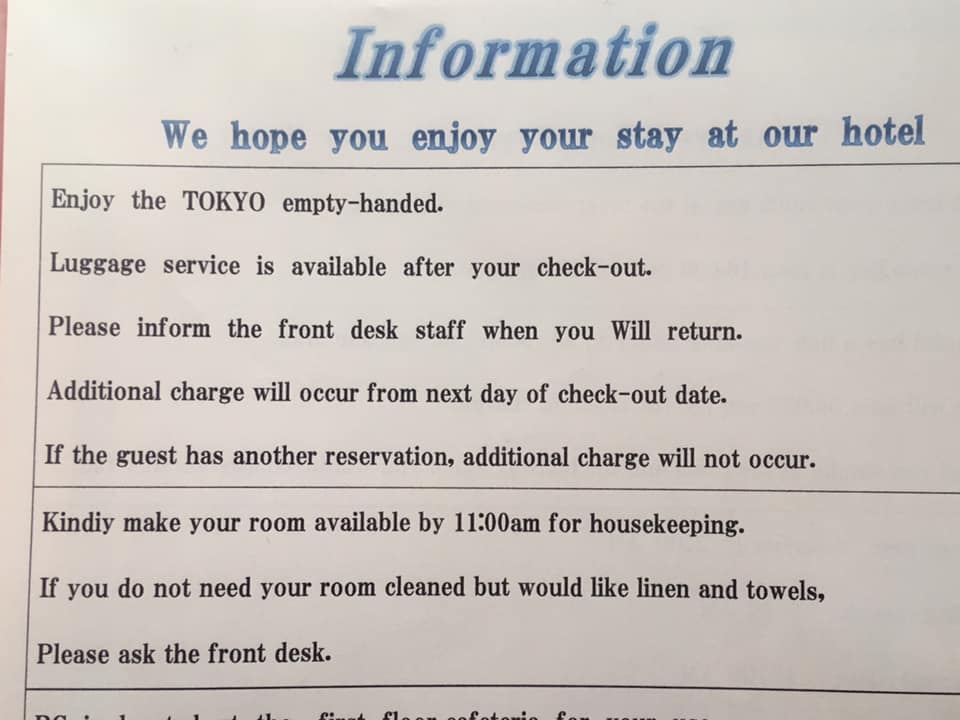 Information
We hope you enjoy your stay at our hotel
Enjoy the TOKYO empty-handed.
Luggage service is available after your check-out.
Please inform the front desk staff when you Will return.
Additional charge will occur from next day of check-out date.
If the guest has another reservation, additional charge will not occur.
Kindiy make your room available by 11:00am for housekeeping.
If you do not need your room cleaned but would like linen and towels,
Please ask the front desk.